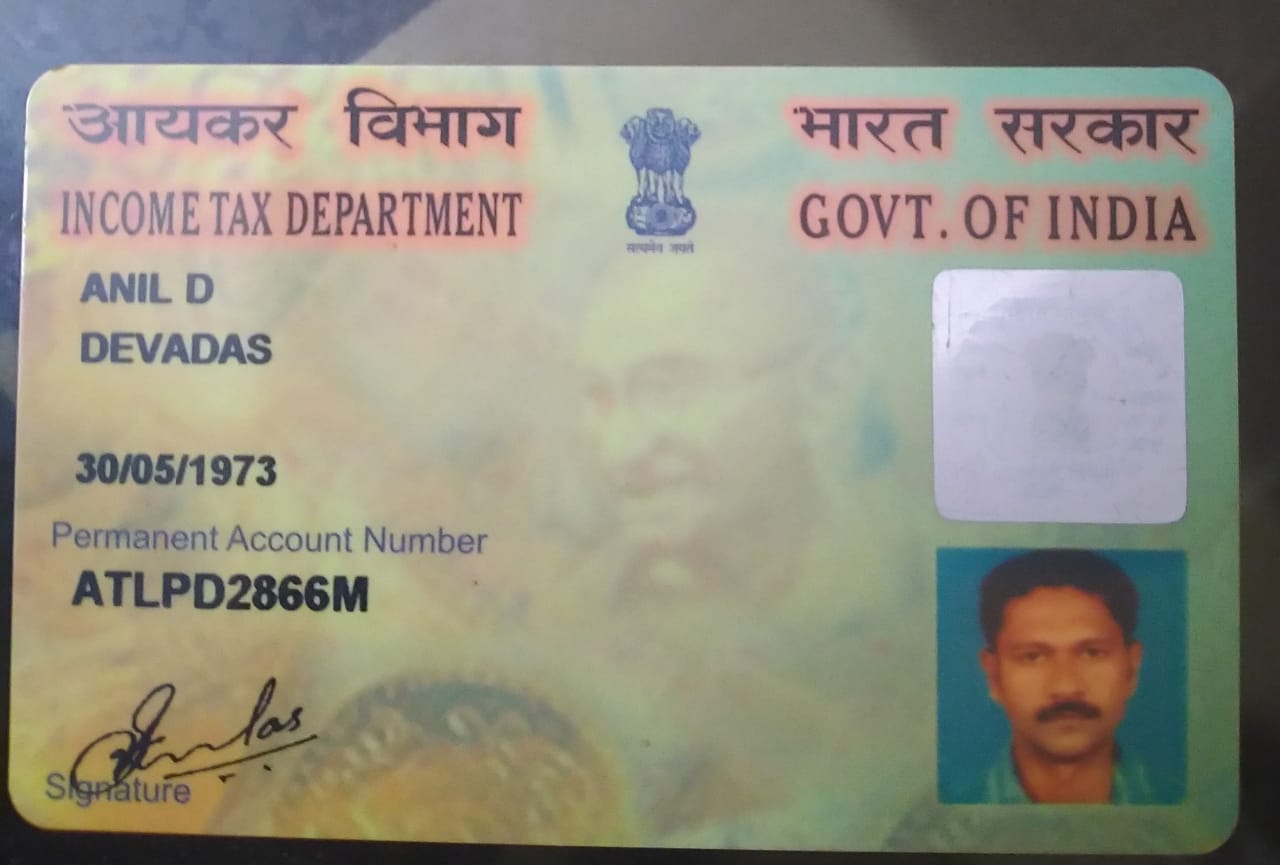 आयकर विभाग
भारत सरकार
INCOME TAX DEPARTMENT
GOVT. OF INDIA
सत्यमेव जयते
ANIL D
DEVADAS
30/05/1973
Permanent Account Number
ATLPD2866M
Signature